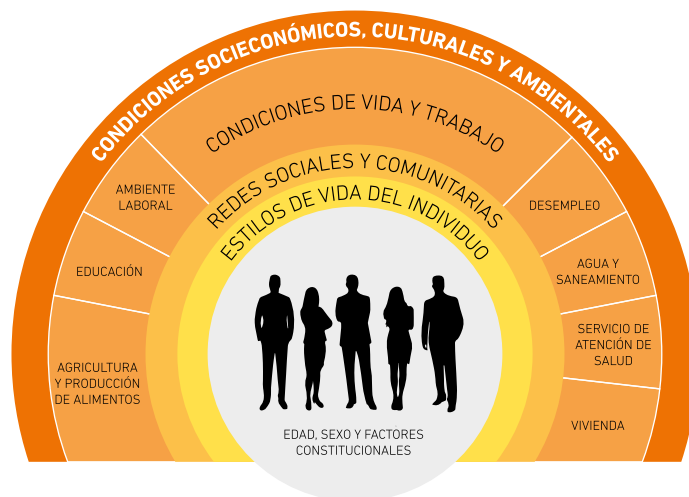 CONDICIONES SOCIECONÓMICOS, CULTURALES Y AMBIENTALES
CONDICIONES DE VIDA Y TRABAJO
REDES SOCIALES Y COMUNITARIAS
ESTILOS DE VIDA DEL INDIVIDUO
AMBIENTE
LABORAL
EDUCACIÓN
AGRICULTURA
Y PRODUCCIÓN
DE ALIMENTOS
DESEMPLEO
AGUA Y
SANEAMIENTO
SERVICIO DE
ATENCIÓN DE
SALUD
VIVIENDA
EDAD, SEXO Y FACTORES
CONSTITUCIONALES